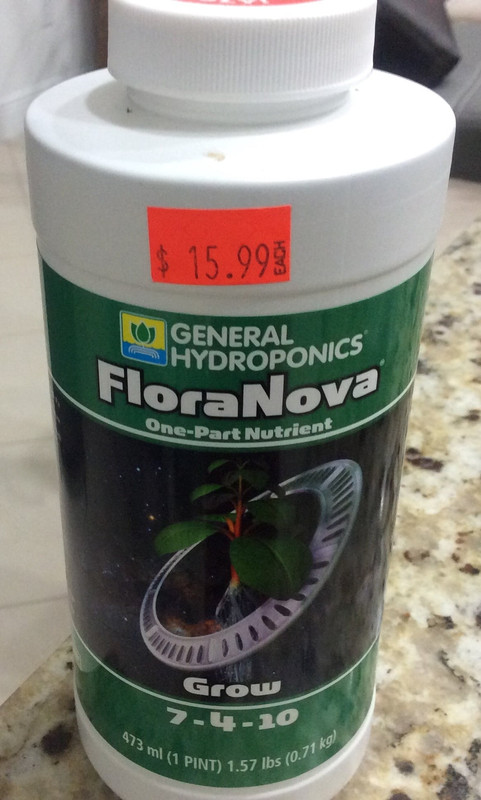 $ 15.99 EACH
GENERAL
HYDROPONICS®
FloraNova®
One-Part Nutrient
Grow
7-4-10
473 ml (1 PINT) 1.57 lbs (0.71 kg)